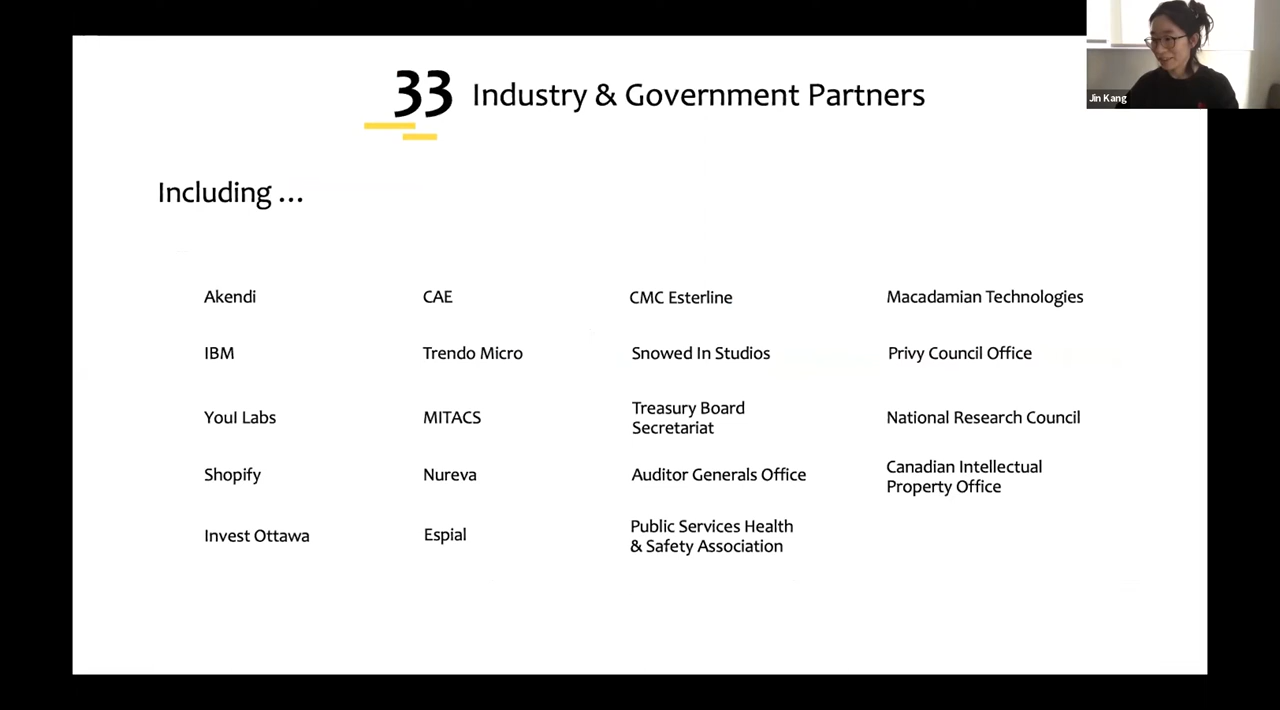 33 Industry & Government Partners
Jin Kang
Including ...
Akendi
CAE
CMC Esterline
Macadamian Technologies
IBM
Trendo Micro
Snowed In Studios
Privy Council Office
YouI Labs
MITACS
Treasury Board
Secretariat
National Research Council
Shopify
Nureva
Auditor Generals Office
Canadian Intellectual
Property Office
Invest Ottawa
Espial
Public Services Health
& Safety Association